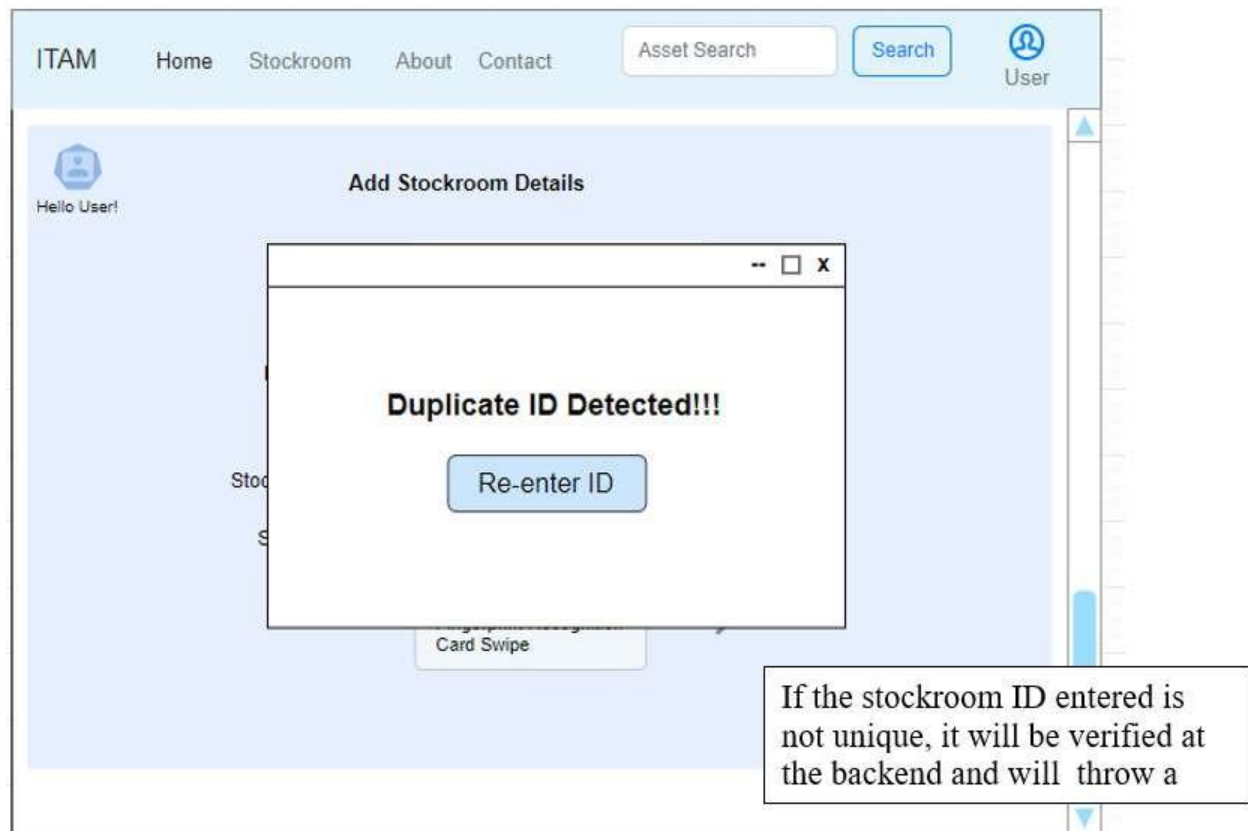 ITAM Home Stockroom About Contact Asset Search Search
User
Hello User!
Add Stockroom Details
-- X
Duplicate ID Detected!!!
Re-enter ID
Card Swipe
If the stockroom ID entered is
not unique, it will be verified at
the backend and will throw a